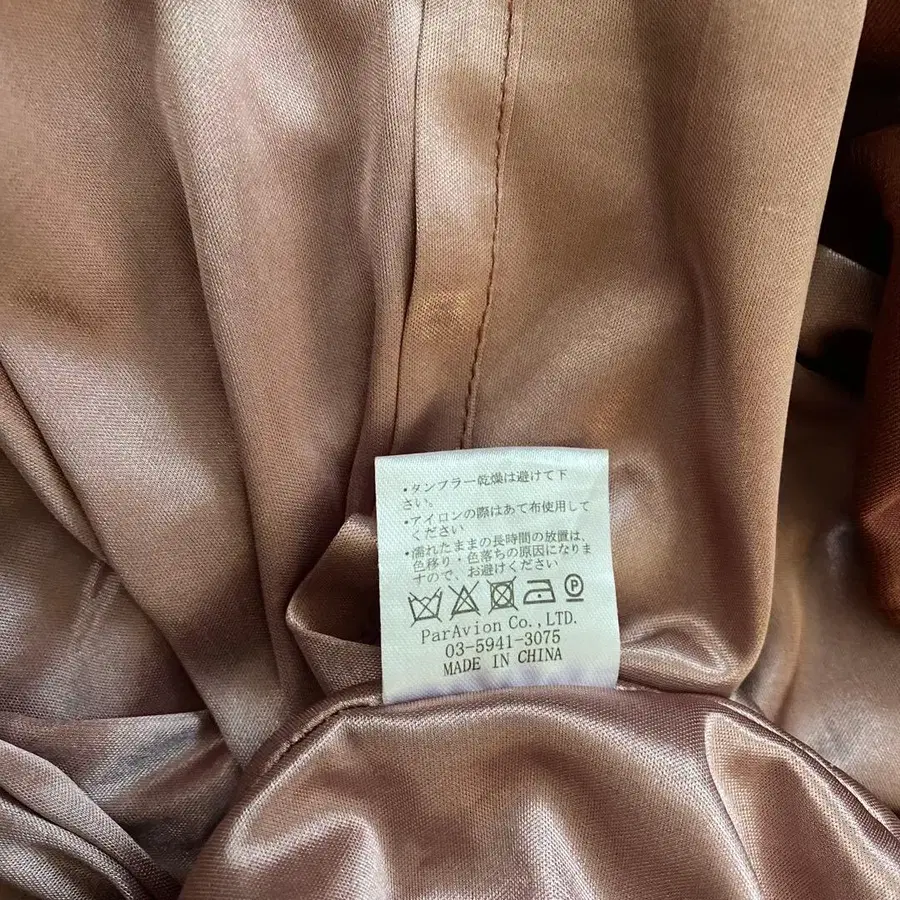 ・タンブラー乾燥は避けて下
さい。
・アイロンの際はあて布使用して
ください
・濡れたままの長時間の放置は、
色移り・色落ちの原因になりま
すので、お避けください
P
ParAvion Co.,LTD.
03-5941-3075
MADE IN CHINA